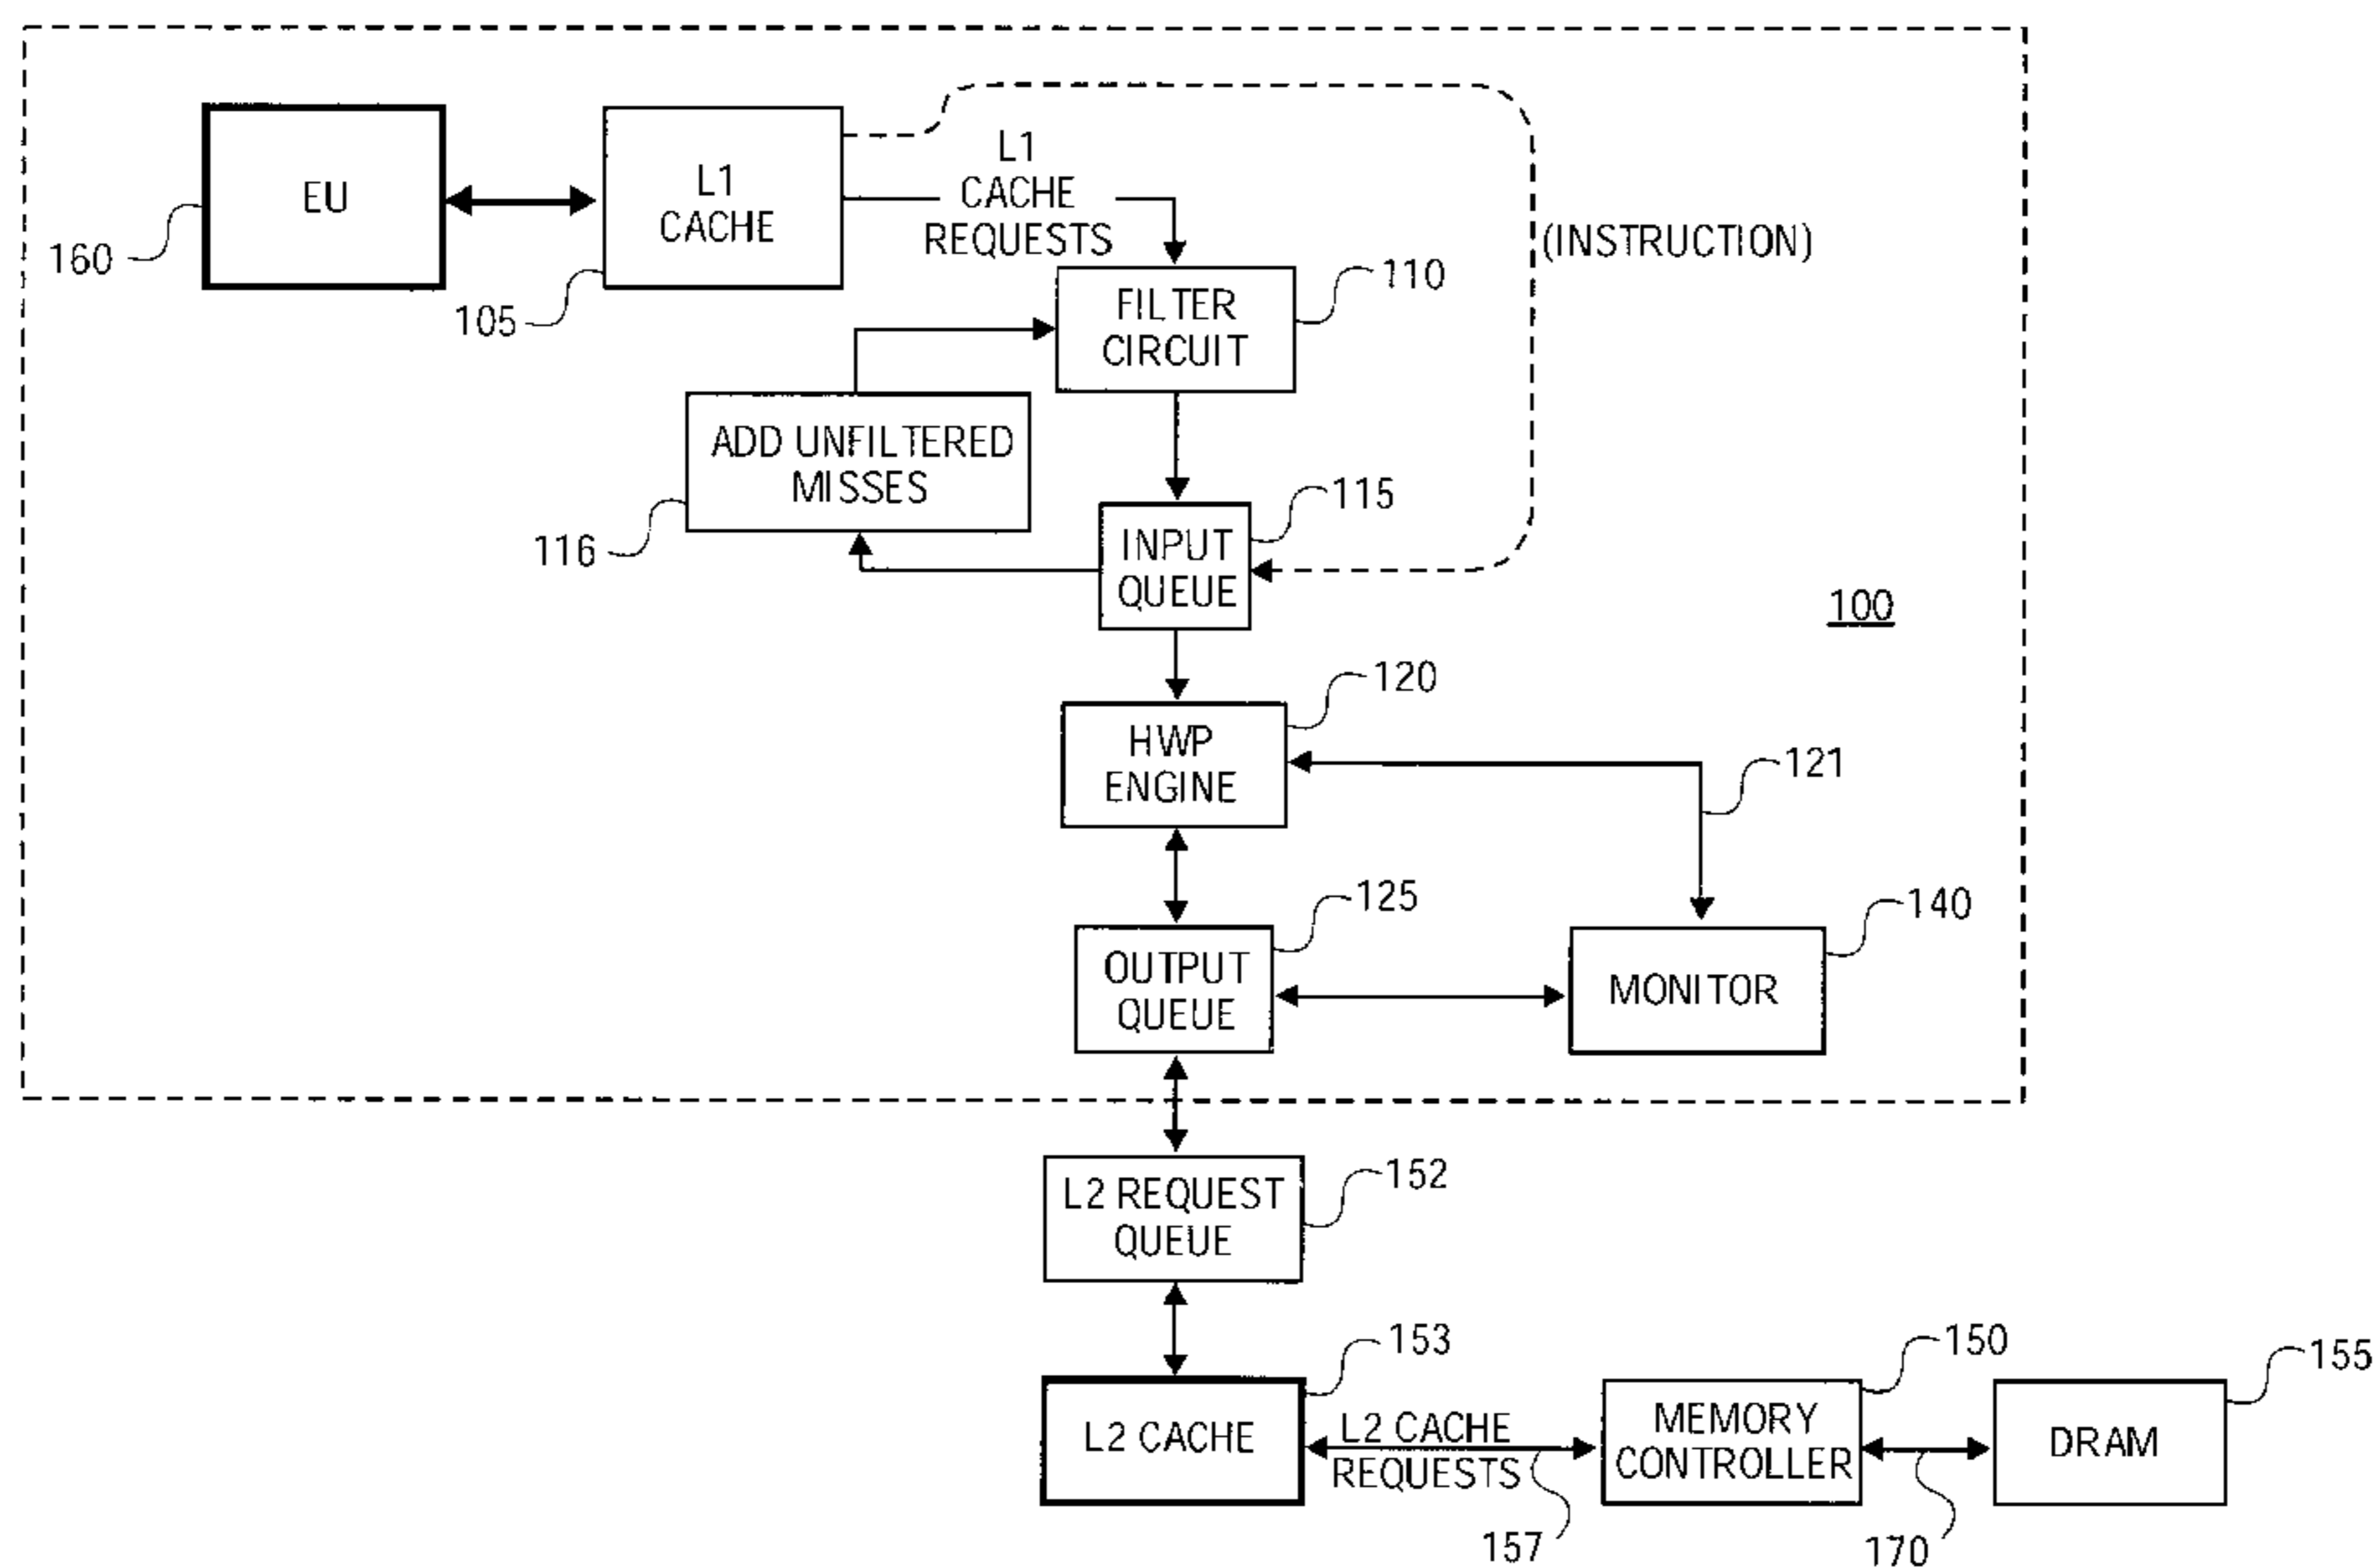 EU
160
L1
CACHE
105
L1
CACHE
REQUESTS
(INSTRUCTION)
FILTER
CIRCUIT
110
ADD UNFILTERED
MISSES
116
INPUT
QUEUE
115
100
HWP
ENGINE
120
121
OUTPUT
QUEUE
125
MONITOR
140
L2 REQUEST
QUEUE
152
L2 CACHE
153
L2 CACHE
REQUESTS
157
MEMORY
CONTROLLER
150
170
DRAM
155